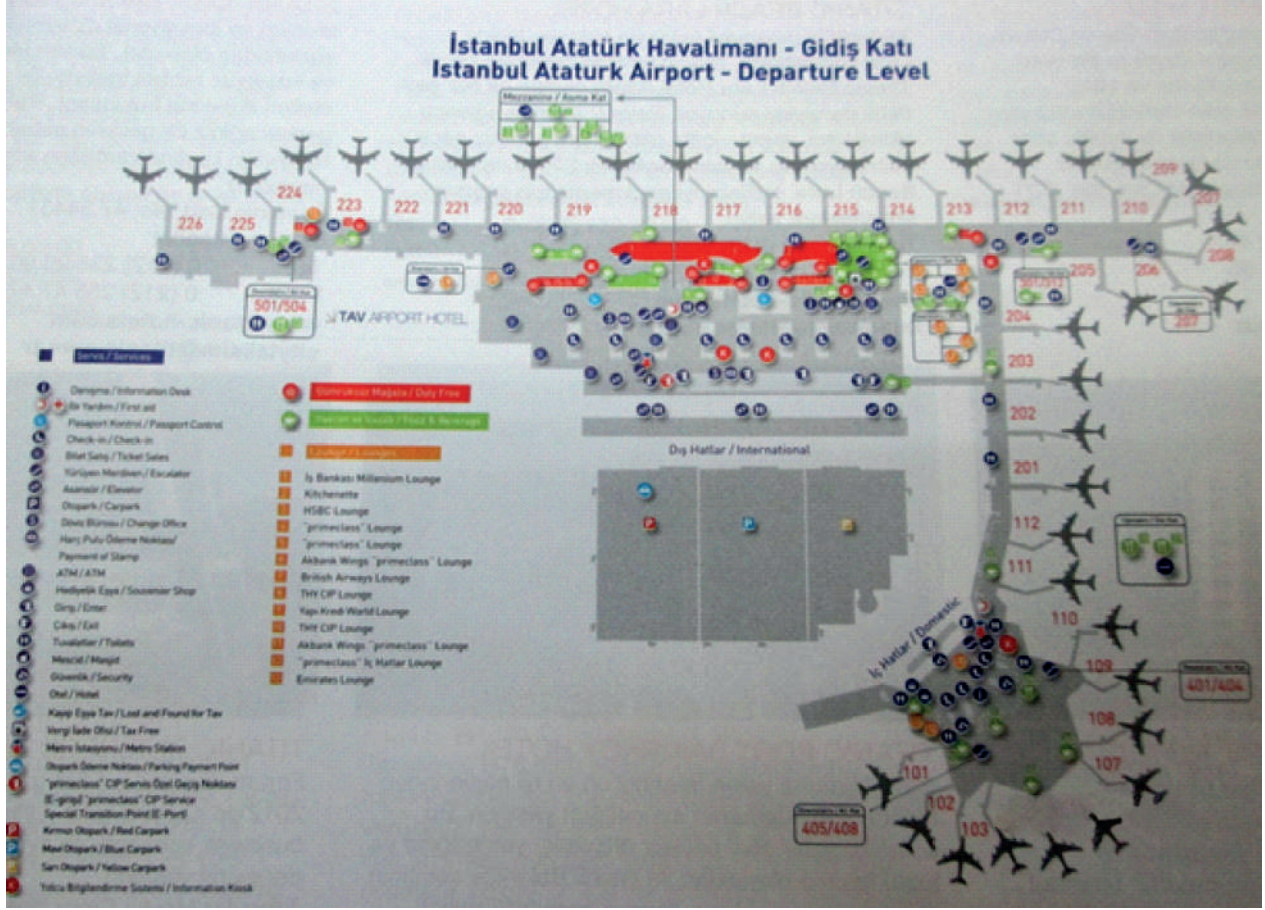 İstanbul Atatürk Havalimanı - Gidiş Katı
Istanbul Ataturk Airport - Departure Level
Mezzanine / Asma Kat
226
225
224
223
222
221
220
219
218
217
216
215
214
213
212
211
210
209
207
208
206
205
207
204
203
202
201
112
111
110
109
108
107
101
102
103
501/504
501/512
401/404
405/408
TAV AIRPORT HOTEL
Dış Hatlar / International
İç Hatlar / Domestic
Servis / Services
Danışma / Information Desk
İlk Yardım / First aid
Pasaport Kontrol / Passport Control
Check-in / Check-in
Bilet Satış / Ticket Sales
Yürüyen Merdiven / Escalator
Asansör / Elevator
Otopark / Carpark
Döviz Bürosu / Change Office
Harç Pulu Ödeme Noktası/
Payment of Stamp
ATM / ATM
Hediyelik Eşya / Souvenier Shop
Giriş / Enter
Çıkış / Exit
Tuvaletler / Toilets
Mescid / Masjid
Güvenlik / Security
Otel / Hotel
Kayıp Eşya Tav / Lost and Found for Tav
Vergi İade Ofisi / Tax Free
Metro İstasyonu / Metro Station
Otopark Ödeme Noktası / Parking Payment Point
"primeclass" CIP Servis Özel Geçiş Noktası
(E-girişi) "primeclass" CIP Service
Special Transition Point (E-Port)
Kırmızı Otopark / Red Carpark
Mavi Otopark / Blue Carpark
Sarı Otopark / Yellow Carpark
Yolcu Bilgilendirme Sistemi / Information Kiosk
Gümrüksüz Mağaza / Duty Free
Lounge / Lounges
İş Bankası Millenium Lounge
Kitchenette
HSBC Lounge
"primeclass" Lounge
"primeclass" Lounge
Akbank Wings "primeclass" Lounge
British Airways Lounge
THY CIP Lounge
Yapı Kredi World Lounge
THY CIP Lounge
Akbank Wings "primeclass" Lounge
"primeclass" İç Hatlar Lounge
Emirates Lounge